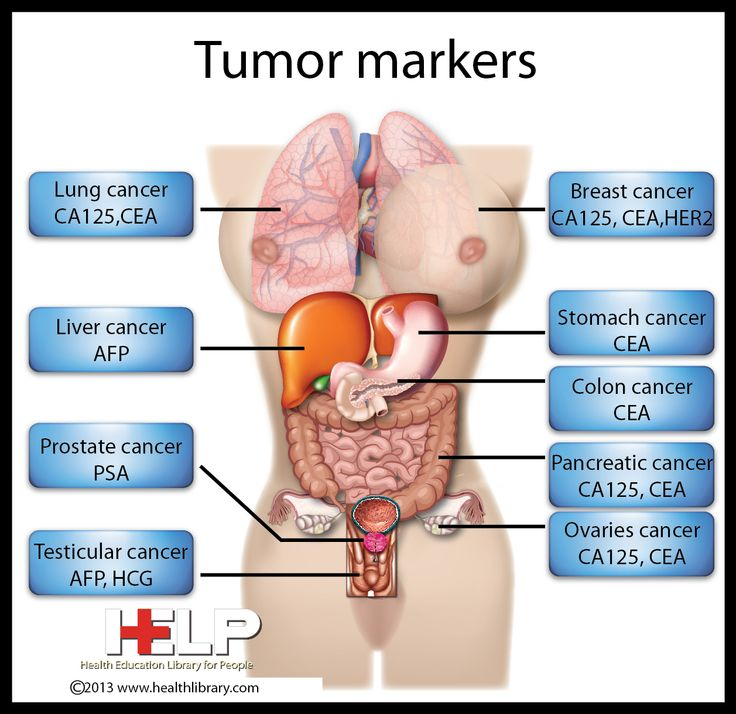 Tumor markers
Lung cancer
CA125,CEA
Liver cancer
AFP
Prostate cancer
PSA
Testicular cancer
AFP, HCG
Breast cancer
CA125, CEA,HER2
Stomach cancer
CEA
Colon cancer
CEA
Pancreatic cancer
CA125, CEA
Ovaries cancer
CA125, CEA
HELP
Health Education Library for People
©2013 www.healthlibrary.com